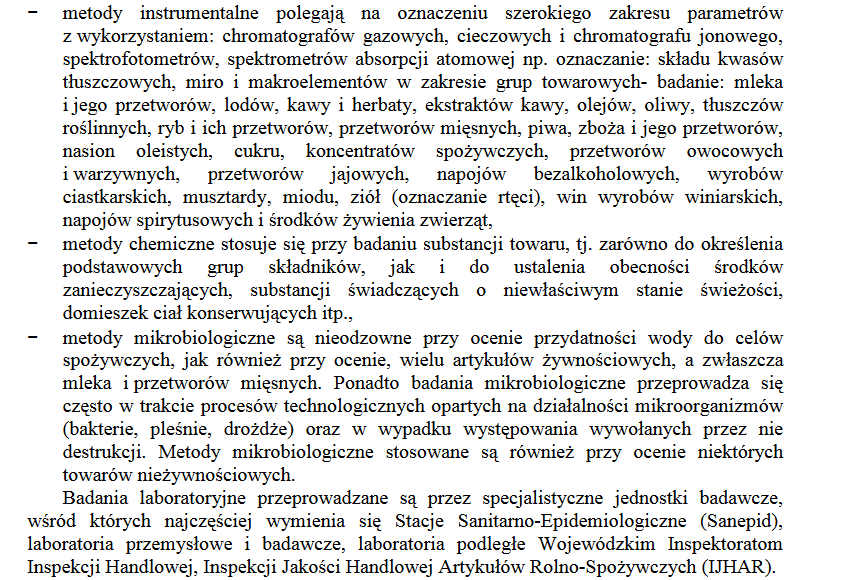 − metody instrumentalne polegają na oznaczeniu szerokiego zakresu parametrów
z wykorzystaniem: chromatografów gazowych, cieczowych i chromatografu jonowego,
spektrofotometrów, spektrometrów absorpcji atomowej np. oznaczanie: składu kwasów
tłuszczowych, miro i makroelementów w zakresie grup towarowych- badanie: mleka
i jego przetworów, lodów, kawy i herbaty, ekstraktów kawy, olejów, oliwy, tłuszczów
roślinnych, ryb i ich przetworów, przetworów mięsnych, piwa, zboża i jego przetworów,
nasion oleistych, cukru, koncentratów spożywczych, przetworów owocowych
i warzywnych, przetworów jajowych, napojów bezalkoholowych, wyrobów
ciastkarskich, musztardy, miodu, ziół (oznaczanie rtęci), win wyrobów winiarskich,
napojów spirytusowych i środków żywienia zwierząt,
− metody chemiczne stosuje się przy badaniu substancji towaru, tj. zarówno do określenia
podstawowych grup składników, jak i do ustalenia obecności środków
zanieczyszczających, substancji świadczących o niewłaściwym stanie świeżości,
domieszek ciał konserwujących itp.,
− metody mikrobiologiczne są nieodzowne przy ocenie przydatności wody do celów
spożywczych, jak również przy ocenie, wielu artykułów żywnościowych, a zwłaszcza
mleka i przetworów mięsnych. Ponadto badania mikrobiologiczne przeprowadza się
często w trakcie procesów technologicznych opartych na działalności mikroorganizmów
(bakterie, pleśnie, drożdże) oraz w wypadku występowania wywołanych przez nie
destrukcji. Metody mikrobiologiczne stosowane są również przy ocenie niektórych
towarów nieżywnościowych.
Badania laboratoryjne przeprowadzane są przez specjalistyczne jednostki badawcze,
wśród których najczęściej wymienia się Stacje Sanitarno-Epidemiologiczne (Sanepid),
laboratoria przemysłowe i badawcze, laboratoria podległe Wojewódzkim Inspektoratom
Inspekcji Handlowej, Inspekcji Jakości Handlowej Artykułów Rolno-Spożywczych (IJHAR).